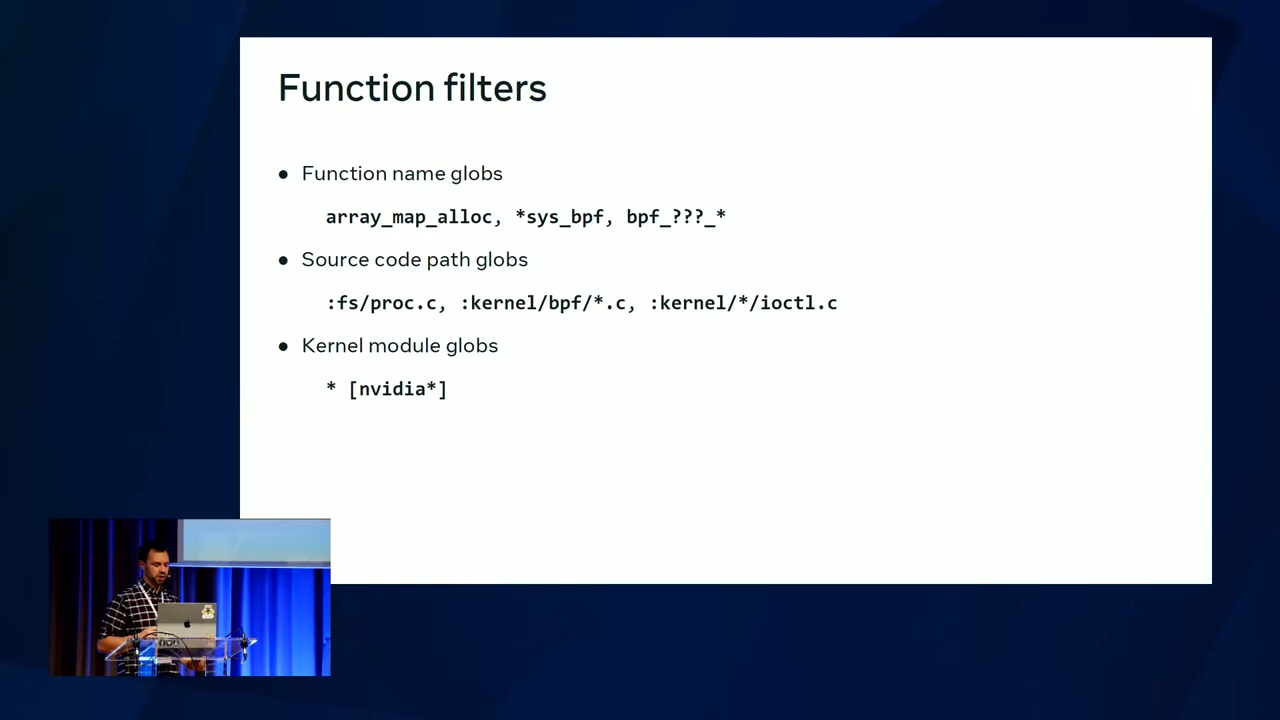 Function filters
● Function name globs
array_map_alloc, *sys_bpf, bpf_???_*
● Source code path globs
:fs/proc.c, :kernel/bpf/*.c, :kernel/*/ioctl.c
● Kernel module globs
* [nvidia*]